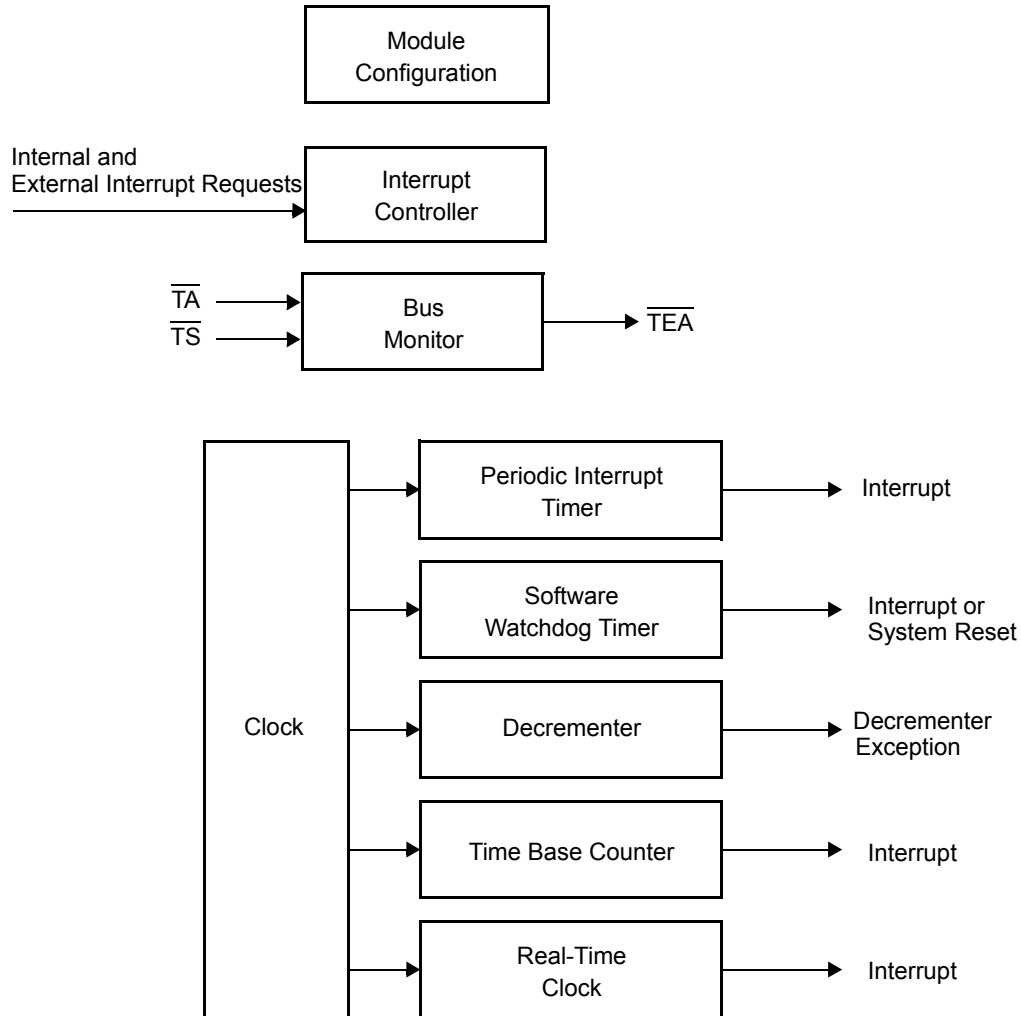 Module
Configuration
Internal and
External Interrupt Requests
Interrupt
Controller
TA
TS
Bus
Monitor
TEA
Clock
Periodic Interrupt
Timer
Interrupt
Software
Watchdog Timer
Interrupt or
System Reset
Decrementer
Decrementer
Exception
Time Base Counter
Interrupt
Real-Time
Clock
Interrupt